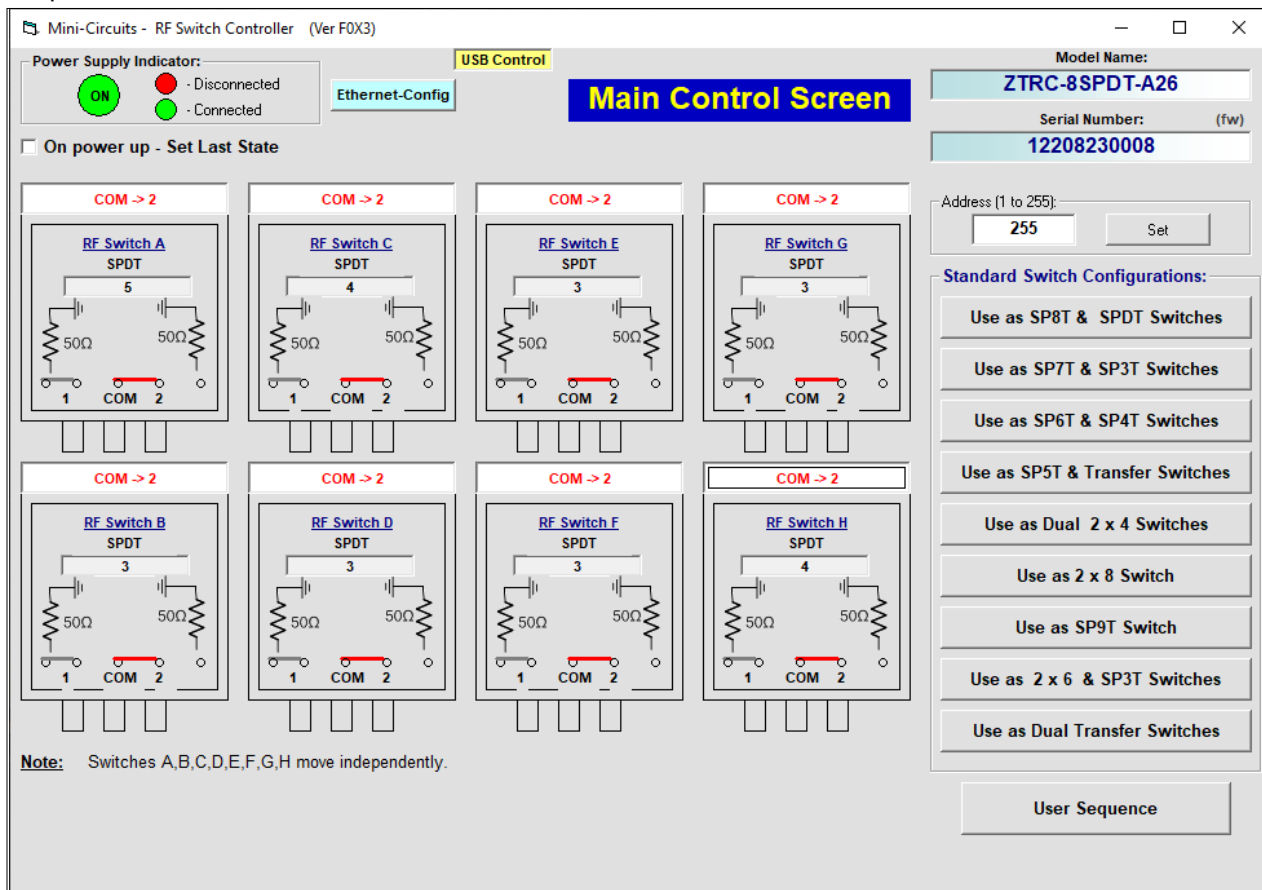 Mini-Circuits - RF Switch Controller (Ver F0X3)
Power Supply Indicator:
ON
- Disconnected
- Connected
USB Control
Ethernet-Config
Main Control Screen
Model Name:
ZTRC-8SPDT-A26
Serial Number: (fw)
12208230008
On power up - Set Last State
Address (1 to 255):
255 Set
COM -> 2 COM -> 2 COM -> 2 COM -> 2
RF Switch A RF Switch C RF Switch E RF Switch G
SPDT SPDT SPDT SPDT
5 4 3 3
50Ω 50Ω 50Ω 50Ω 50Ω 50Ω 50Ω 50Ω
1 COM 2 1 COM 2 1 COM 2 1 COM 2
COM -> 2 COM -> 2 COM -> 2 COM -> 2
RF Switch B RF Switch D RF Switch F RF Switch H
SPDT SPDT SPDT SPDT
3 3 3 4
50Ω 50Ω 50Ω 50Ω 50Ω 50Ω 50Ω 50Ω
1 COM 2 1 COM 2 1 COM 2 1 COM 2
Note: Switches A,B,C,D,E,F,G,H move independently.
Standard Switch Configurations:
Use as SP8T & SPDT Switches
Use as SP7T & SP3T Switches
Use as SP6T & SP4T Switches
Use as SP5T & Transfer Switches
Use as Dual 2 x 4 Switches
Use as 2 x 8 Switch
Use as SP9T Switch
Use as 2 x 6 & SP3T Switches
Use as Dual Transfer Switches
User Sequence